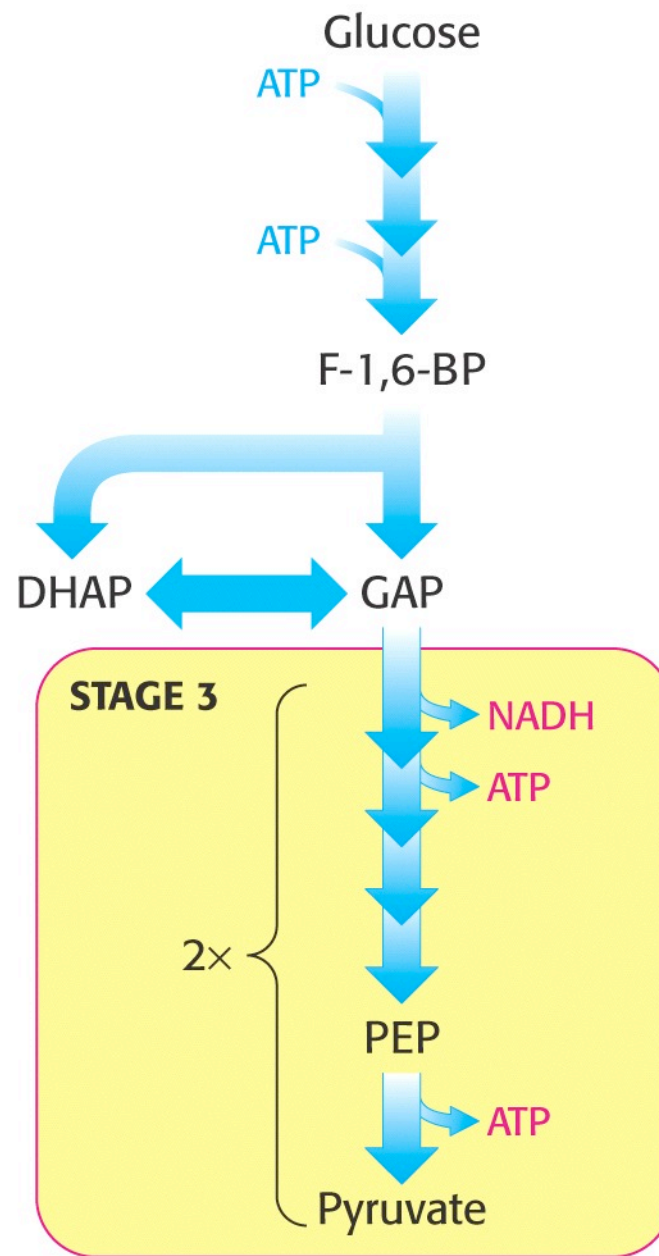 Glucose
ATP
ATP
F-1,6-BP
DHAP
GAP
STAGE 3
NADH
ATP
2×
PEP
ATP
Pyruvate